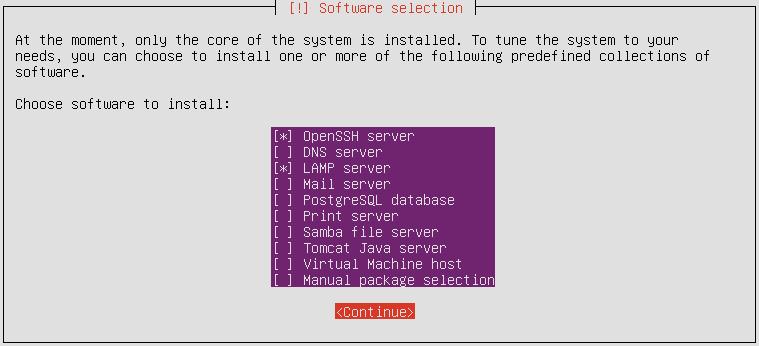 [!] Software selection
At the moment, only the core of the system is installed. To tune the system to your
needs, you can choose to install one or more of the following predefined collections of
software.
Choose software to install:
[*] OpenSSH server
[ ] DNS server
[*] LAMP server
[ ] Mail server
[ ] PostgreSQL database
[ ] Print server
[ ] Samba file server
[ ] Tomcat Java server
[ ] Virtual Machine host
[ ] Manual package selection
<Continue>